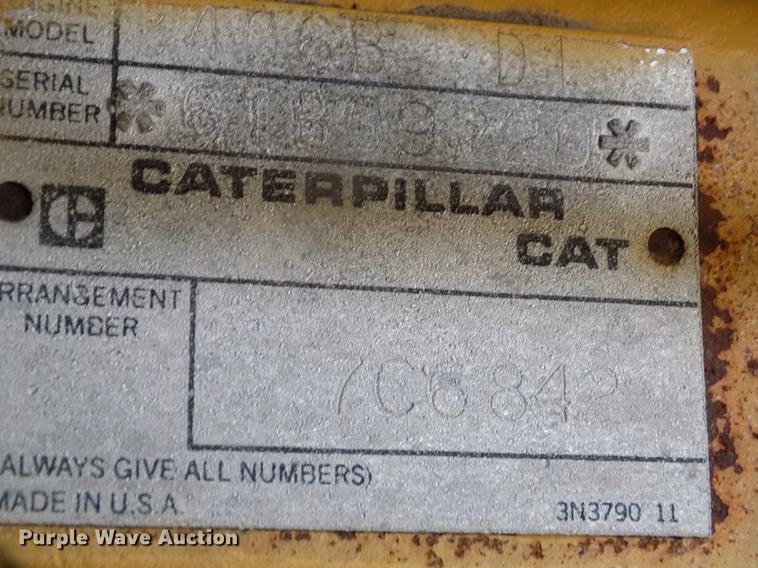 ENGINE
MODEL D I
SERIAL
NUMBER
CATERPILLAR
CAT
ARRANGEMENT
NUMBER
7C6842
(ALWAYS GIVE ALL NUMBERS)
MADE IN U.S.A.
3N3790 11
Purple Wave Auction